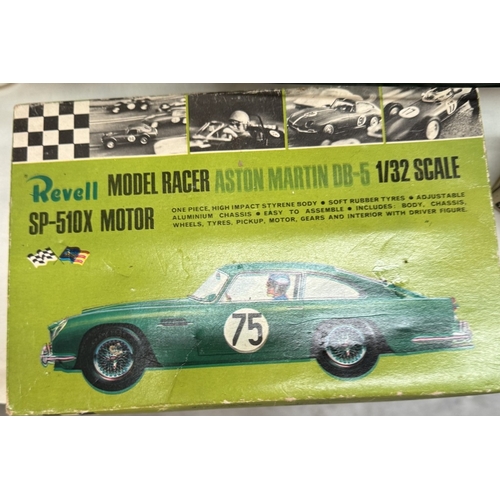 Revell MODEL RACER ASTON MARTIN DB-5 1/32 SCALE
SP-510X MOTOR
ONE PIECE, HIGH IMPACT STYRENE BODY • SOFT RUBBER TYRES • ADJUSTABLE
ALUMINIUM CHASSIS • EASY TO ASSEMBLE • INCLUDES: BODY, CHASSIS,
WHEELS, TYRES, PICKUP, MOTOR, GEARS AND INTERIOR WITH DRIVER FIGURE.
75